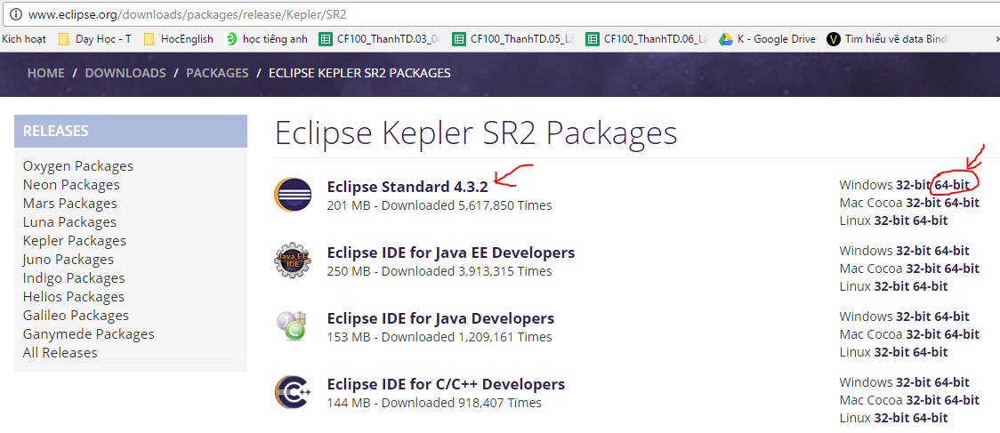 www.eclipse.org/downloads/packages/release/Kepler/SR2
Kich hoạt Dạy Học - T HocEnglish học tiếng anh CF100_ThanhTD.03_04 CF100_ThanhTD.05_Lă CF100_ThanhTD.06_Lă K - Google Drive Tìm hiểu về data Bind
HOME / DOWNLOADS / PACKAGES / ECLIPSE KEPLER SR2 PACKAGES
RELEASES
Oxygen Packages
Neon Packages
Mars Packages
Luna Packages
Kepler Packages
Juno Packages
Indigo Packages
Helios Packages
Galileo Packages
Ganymede Packages
All Releases
Eclipse Kepler SR2 Packages
Eclipse Standard 4.3.2
201 MB - Downloaded 5,617,850 Times
Windows 32-bit 64-bit
Mac Cocoa 32-bit 64-bit
Linux 32-bit 64-bit
Java EE
IDE
Eclipse IDE for Java EE Developers
250 MB - Downloaded 3,913,315 Times
Windows 32-bit 64-bit
Mac Cocoa 32-bit 64-bit
Linux 32-bit 64-bit
Eclipse IDE for Java Developers
153 MB - Downloaded 1,209,161 Times
Windows 32-bit 64-bit
Mac Cocoa 32-bit 64-bit
Linux 32-bit 64-bit
C++
Eclipse IDE for C/C++ Developers
144 MB - Downloaded 918,407 Times
Windows 32-bit 64-bit
Mac Cocoa 32-bit 64-bit
Linux 32-bit 64-bit